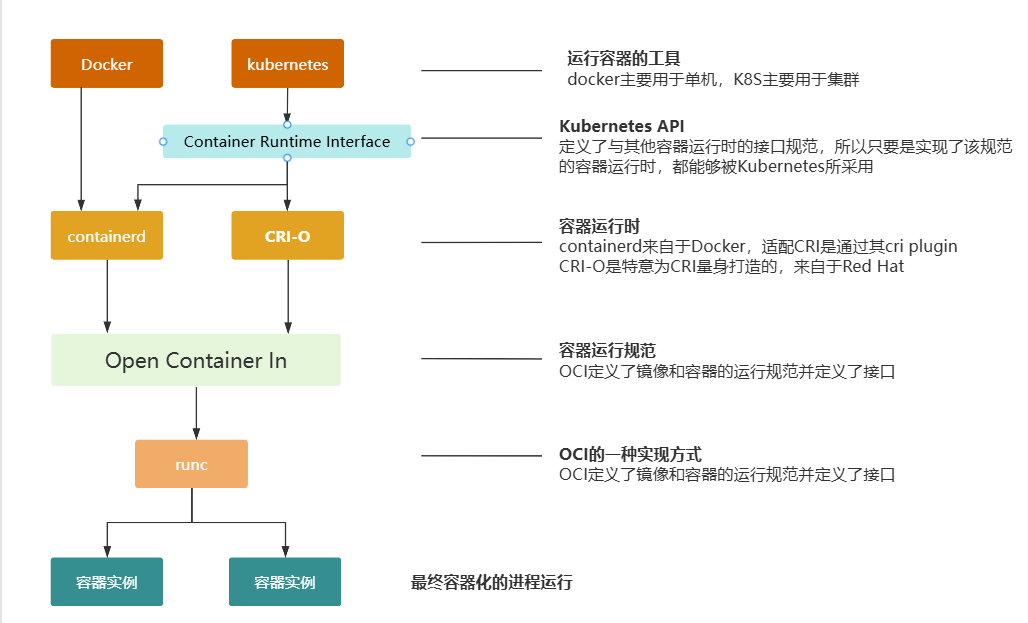 Docker
kubernetes
运行容器的工具
docker主要用于单机，K8S主要用于集群
Container Runtime Interface
Kubernetes API
定义了与其他容器运行时的接口规范，所以只要是实现了该规范
的容器运行时，都能够被Kubernetes所采用
containerd
CRI-O
容器运行时
containerd来自于Docker，适配CRI是通过其cri plugin
CRI-O是特意为CRI量身打造的，来自于Red Hat
Open Container In
容器运行规范
OCI定义了镜像和容器的运行规范并定义了接口
runc
OCI的一种实现方式
OCI定义了镜像和容器的运行规范并定义了接口
容器实例
容器实例
最终容器化的进程运行